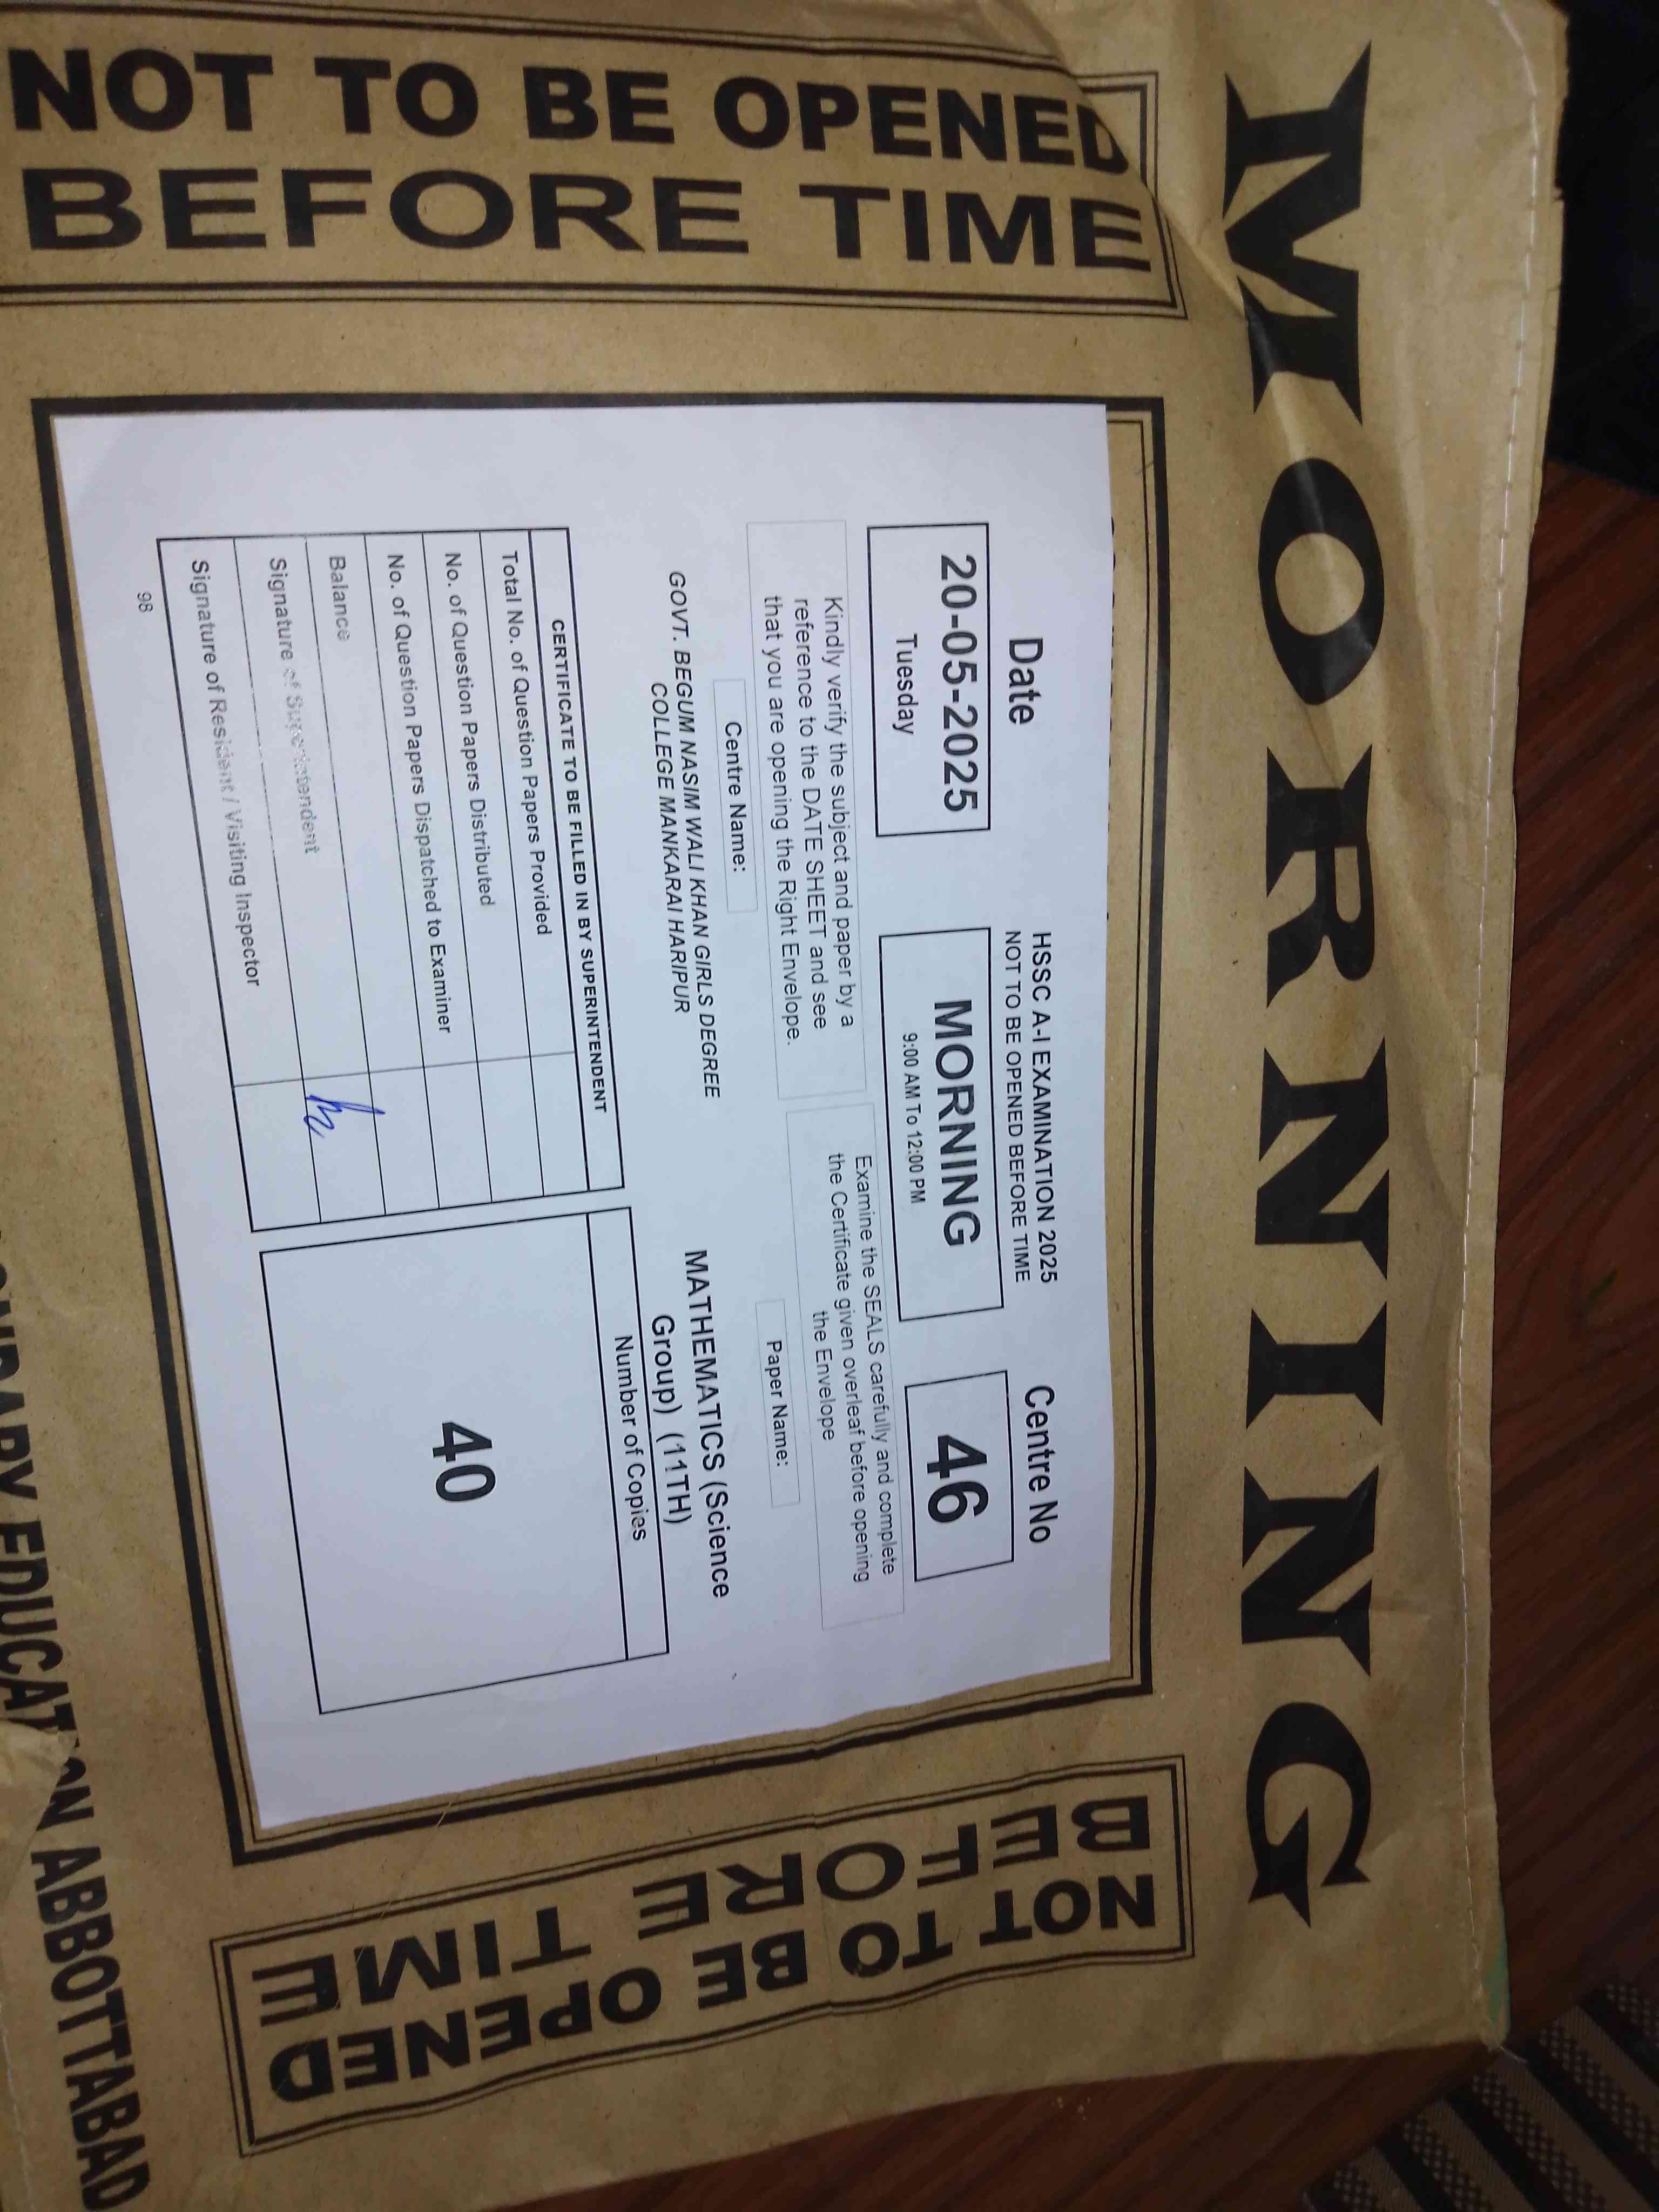 MORNING
NOT TO BE OPENED
BEFORE TIME
Date
20-05-2025
Tuesday
HSSC A-I EXAMINATION 2025
NOT TO BE OPENED BEFORE TIME
MORNING
9:00 AM To 12:00 PM
Centre No
46
Kindly verify the subject and paper by a
reference to the DATE SHEET and see
that you are opening the Right Envelope.
Examine the SEALS carefully and complete
the Certificate given overleaf before opening
the Envelope
Centre Name:
GOVT. BEGUM NASIM WALI KHAN GIRLS DEGREE
COLLEGE MANKARAI HARIPUR
Paper Name:
MATHEMATICS (Science
Group) (11TH)
CERTIFICATE TO BE FILLED IN BY SUPERINTENDENT
Total No. of Question Papers Provided
No. of Question Papers Distributed
No. of Question Papers Dispatched to Examiner
Balance
Signature of Superintendent
Signature of Resident / Visiting Inspector
Number of Copies
40
98
NOT TO BE OPENED
BEFORE TIME
EDUCATION ABBOTTABAD